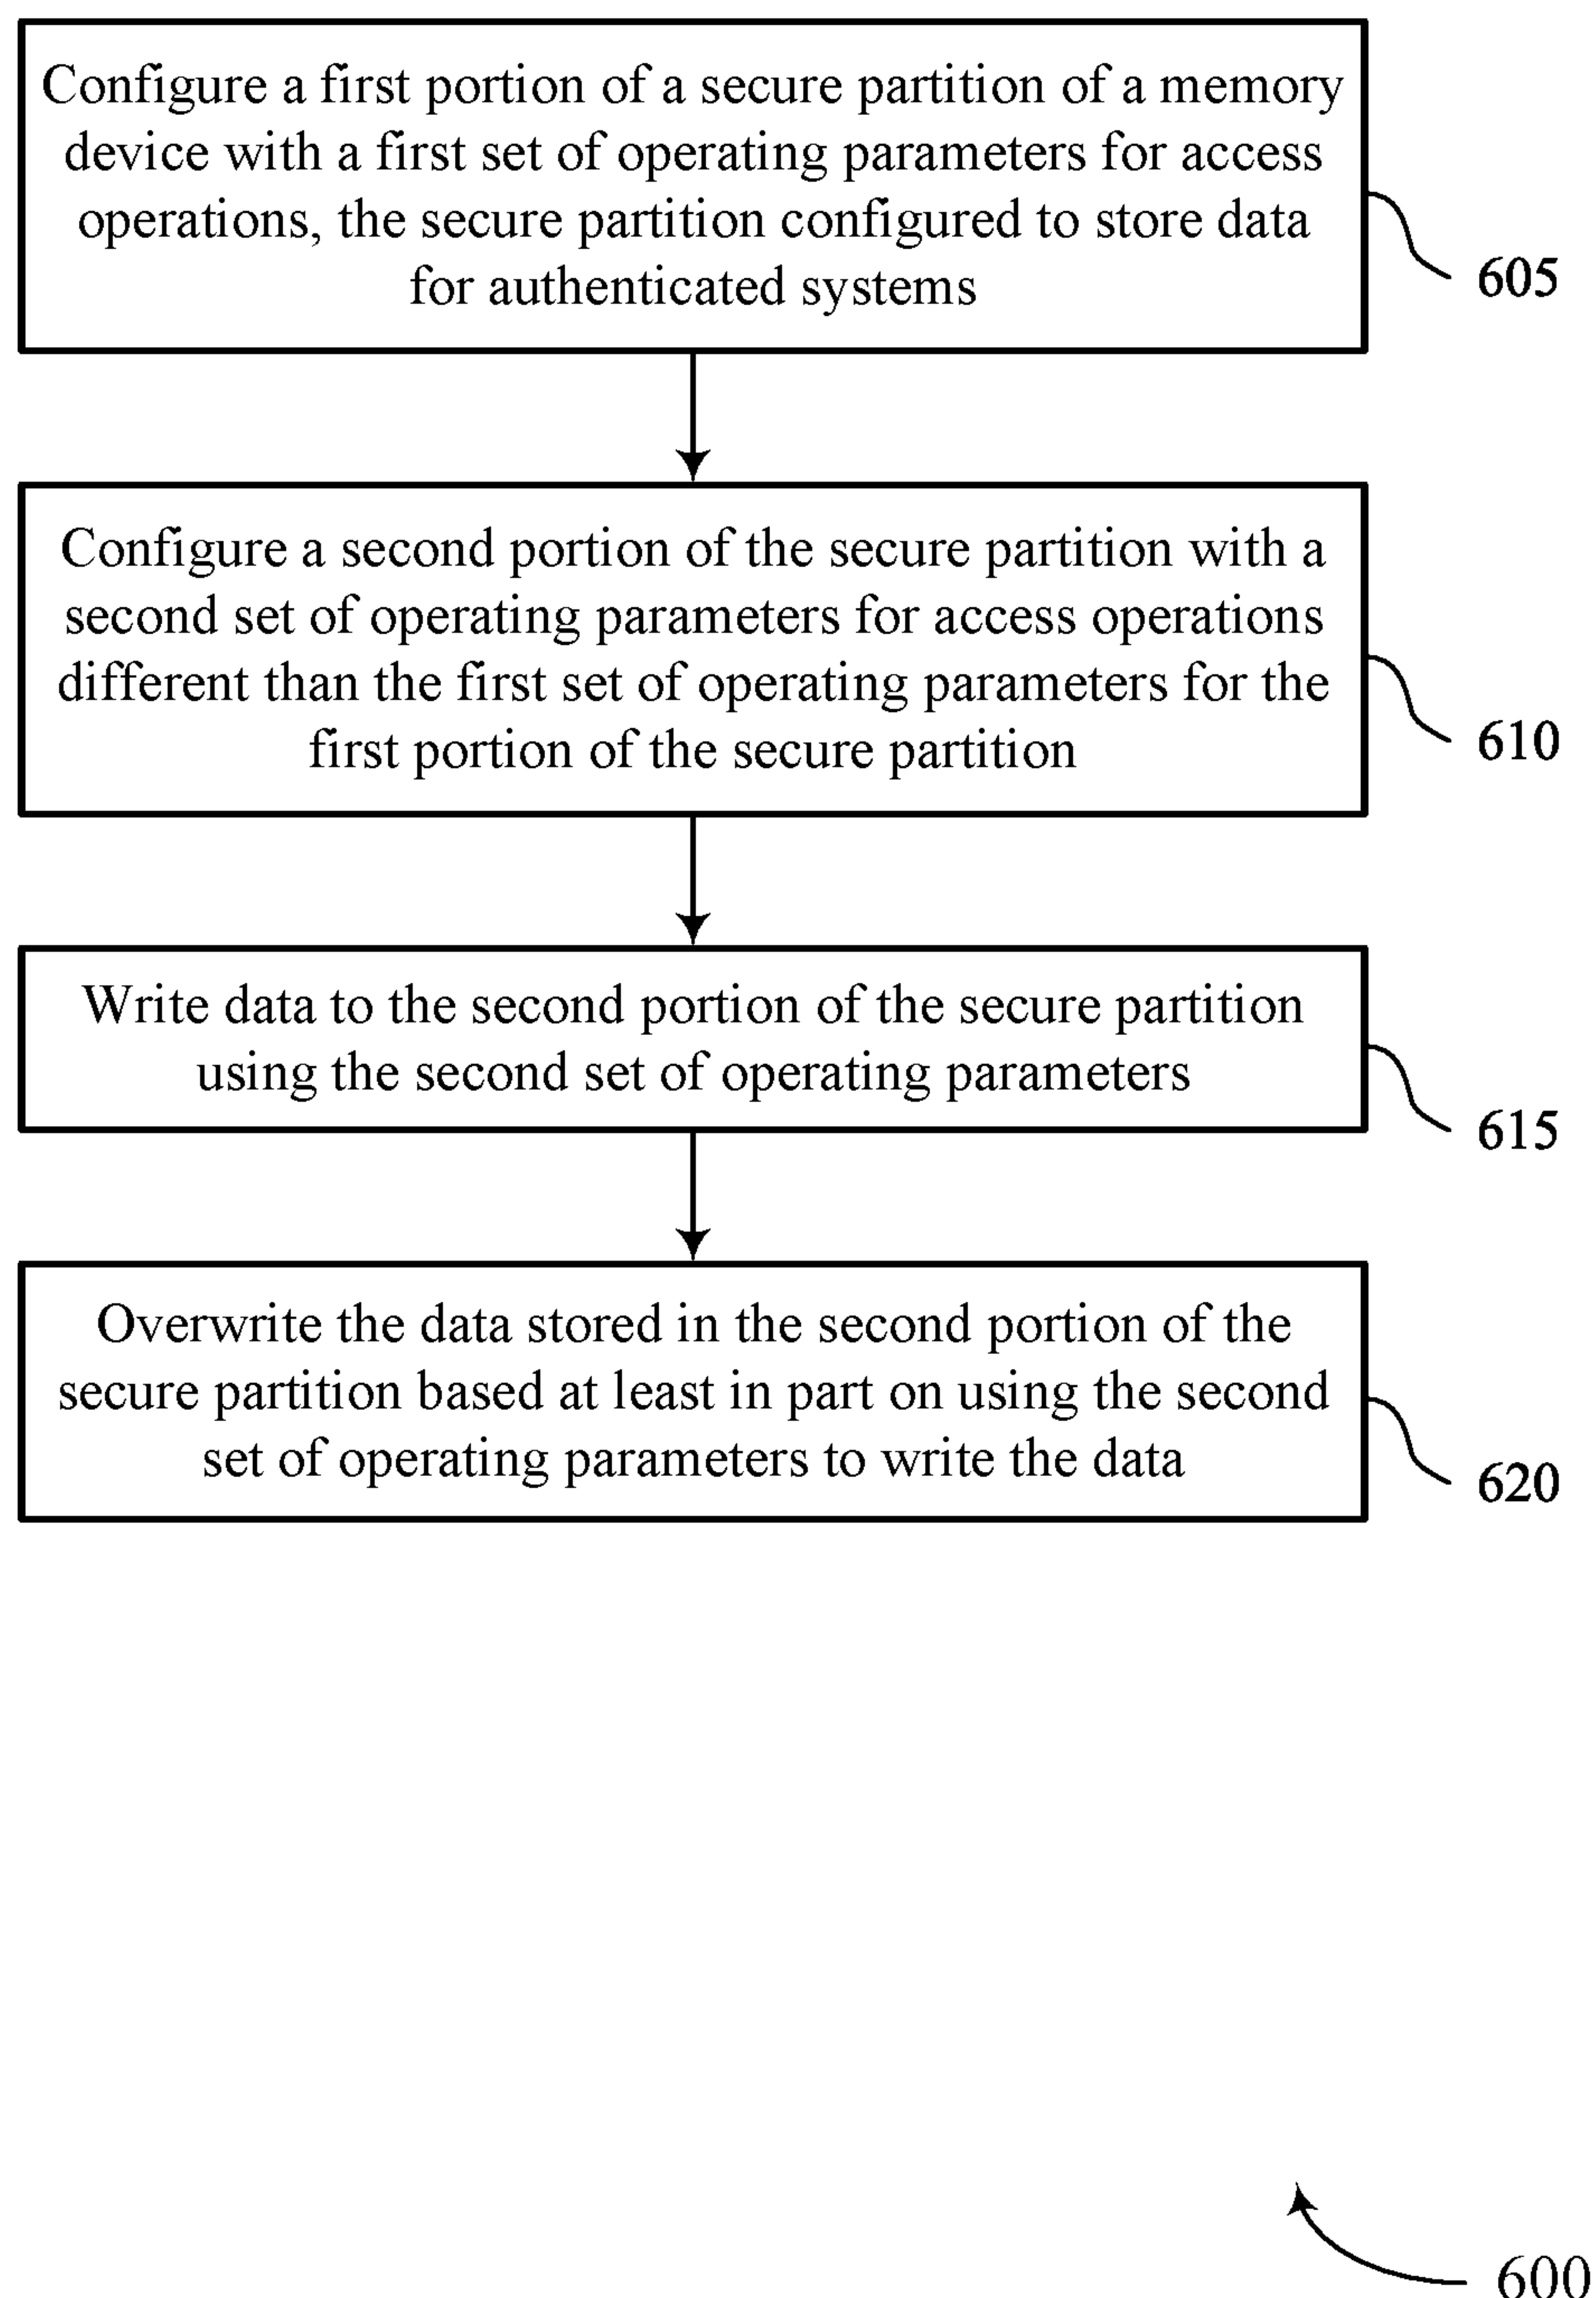 Configure a first portion of a secure partition of a memory
device with a first set of operating parameters for access
operations, the secure partition configured to store data
for authenticated systems
605
Configure a second portion of the secure partition with a
second set of operating parameters for access operations
different than the first set of operating parameters for the
first portion of the secure partition
610
Write data to the second portion of the secure partition
using the second set of operating parameters
615
Overwrite the data stored in the second portion of the
secure partition based at least in part on using the second
set of operating parameters to write the data
620
600